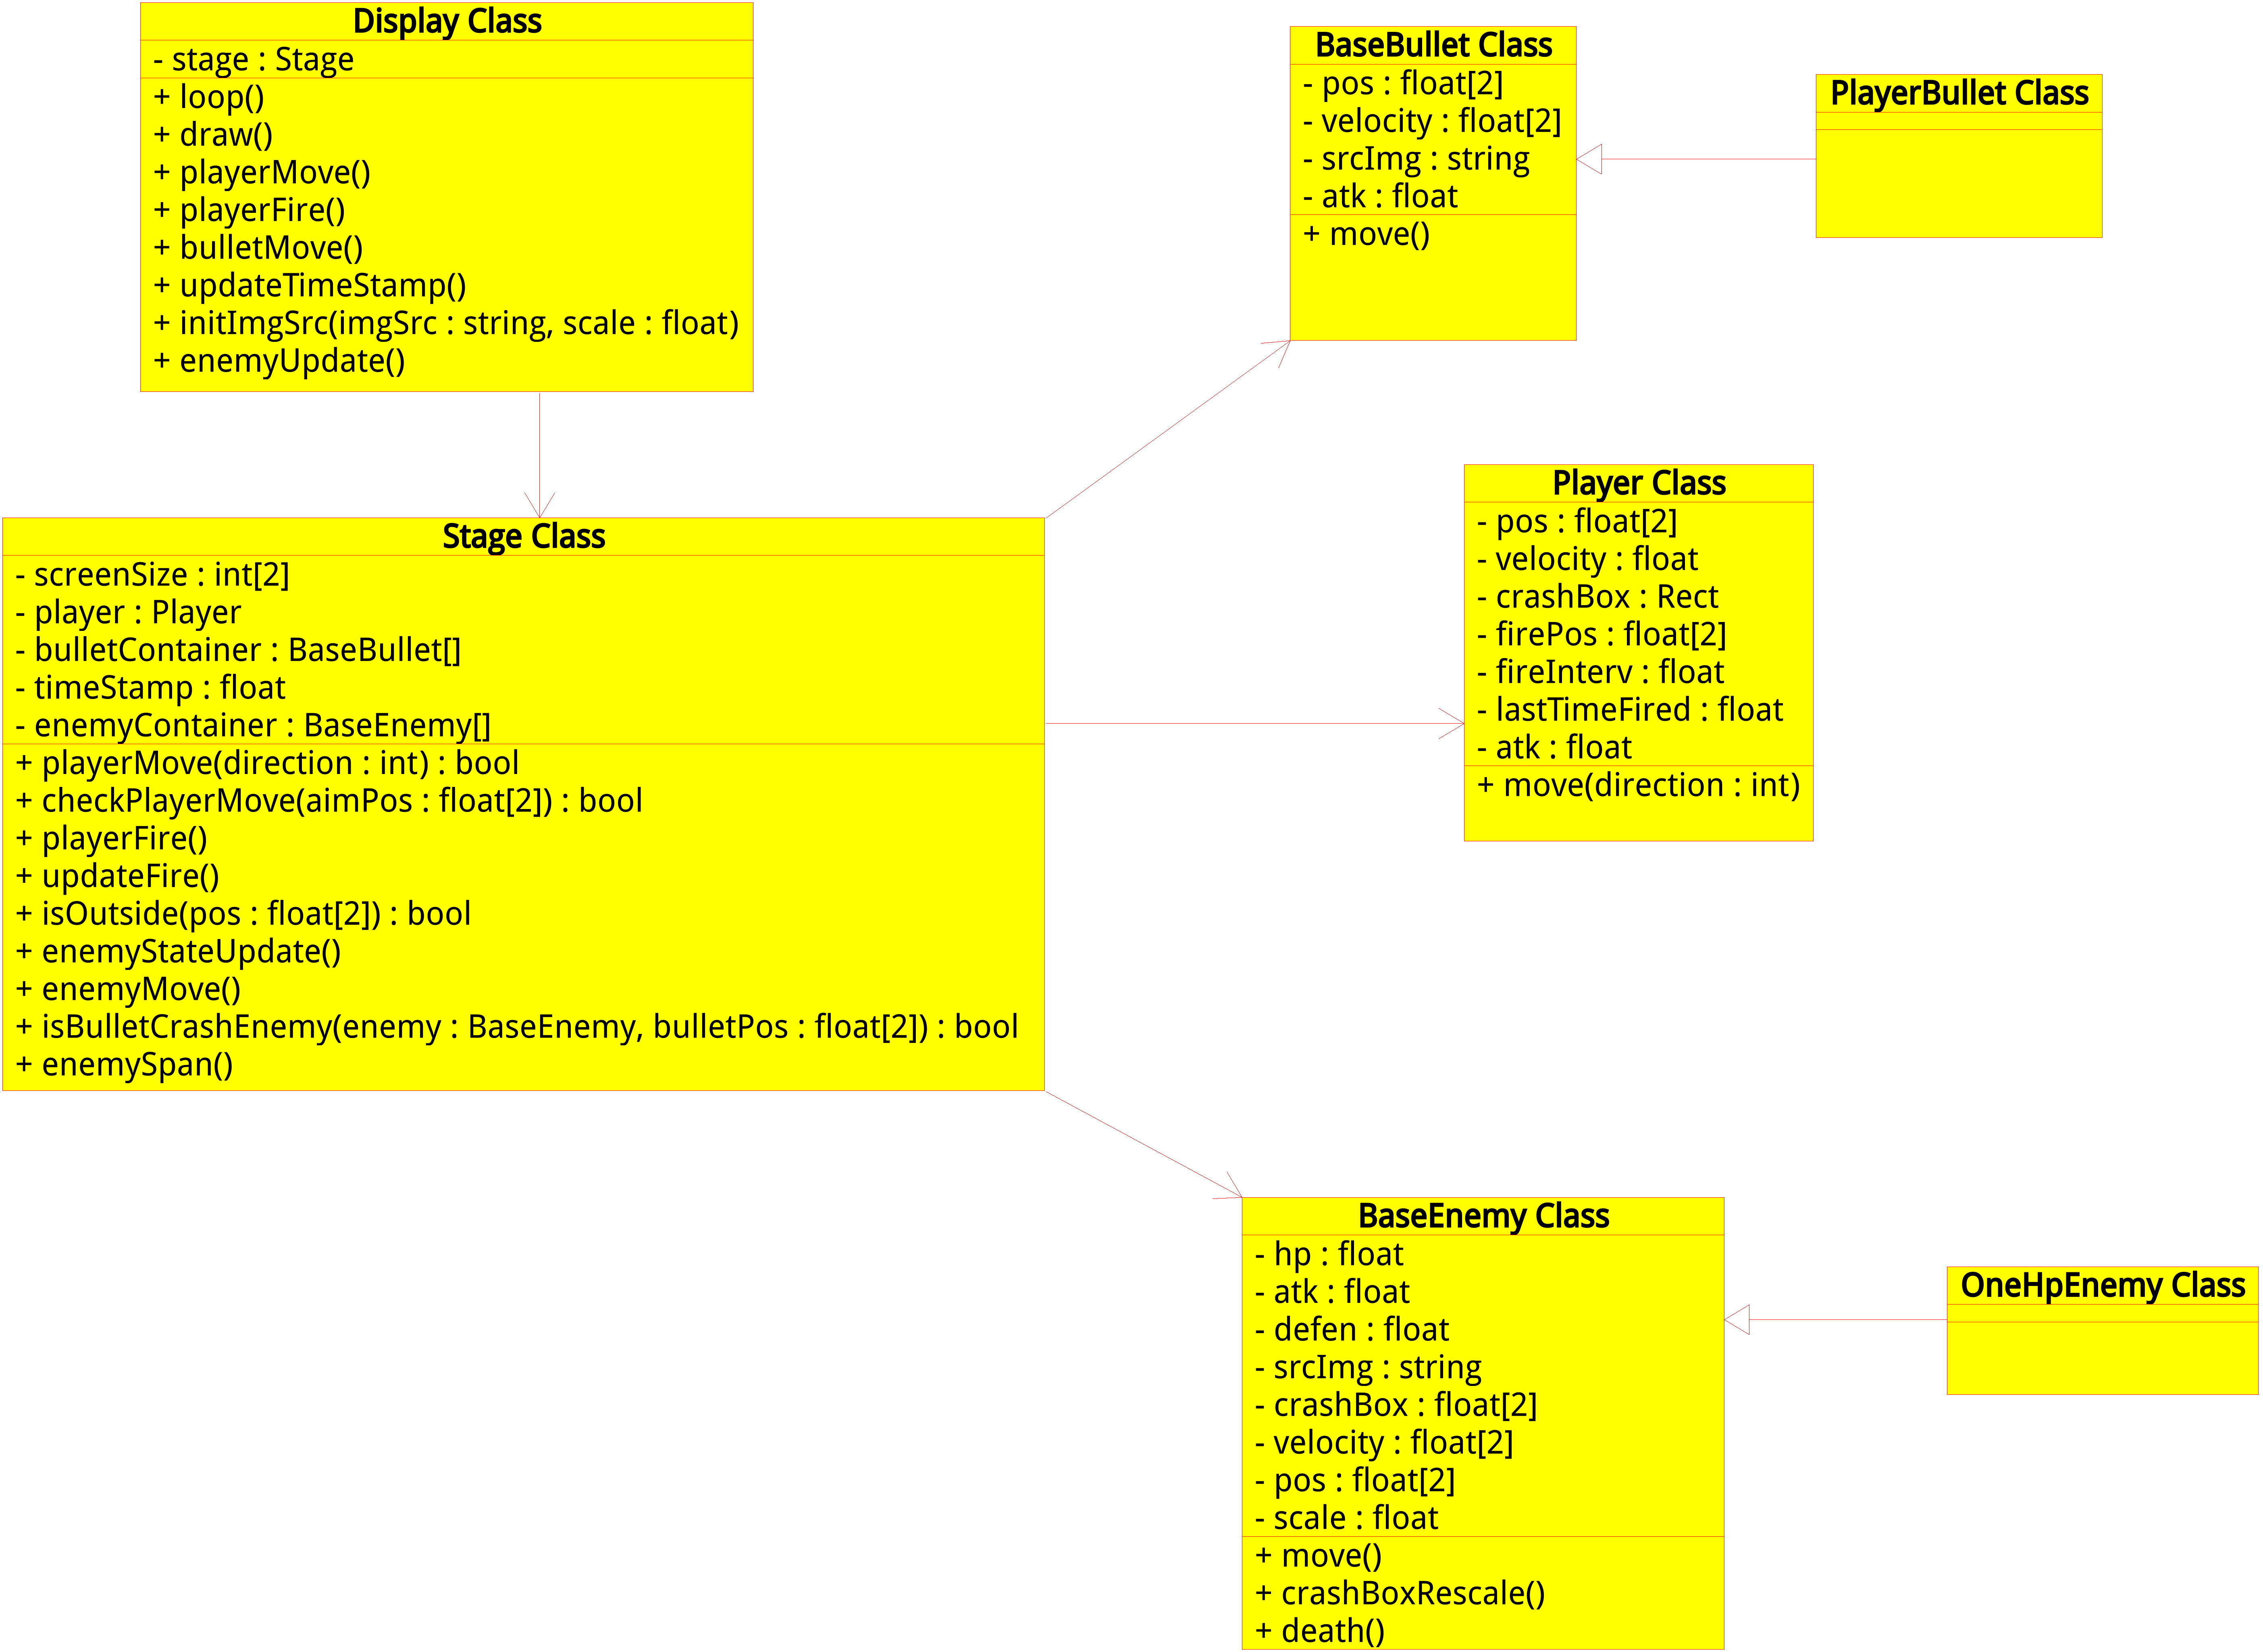 Display Class
- stage : Stage
+ loop()
+ draw()
+ playerMove()
+ playerFire()
+ bulletMove()
+ updateTimeStamp()
+ initImgSrc(imgSrc : string, scale : float)
+ enemyUpdate()
BaseBullet Class
- pos : float[2]
- velocity : float[2]
- srcImg : string
- atk : float
+ move()
PlayerBullet Class
Stage Class
- screenSize : int[2]
- player : Player
- bulletContainer : BaseBullet[]
- timeStamp : float
- enemyContainer : BaseEnemy[]
+ playerMove(direction : int) : bool
+ checkPlayerMove(aimPos : float[2]) : bool
+ playerFire()
+ updateFire()
+ isOutside(pos : float[2]) : bool
+ enemyStateUpdate()
+ enemyMove()
+ isBulletCrashEnemy(enemy : BaseEnemy, bulletPos : float[2]) : bool
+ enemySpan()
Player Class
- pos : float[2]
- velocity : float
- crashBox : Rect
- firePos : float[2]
- fireInterv : float
- lastTimeFired : float
- atk : float
+ move(direction : int)
BaseEnemy Class
- hp : float
- atk : float
- defen : float
- srcImg : string
- crashBox : float[2]
- velocity : float[2]
- pos : float[2]
- scale : float
+ move()
+ crashBoxRescale()
+ death()
OneHpEnemy Class